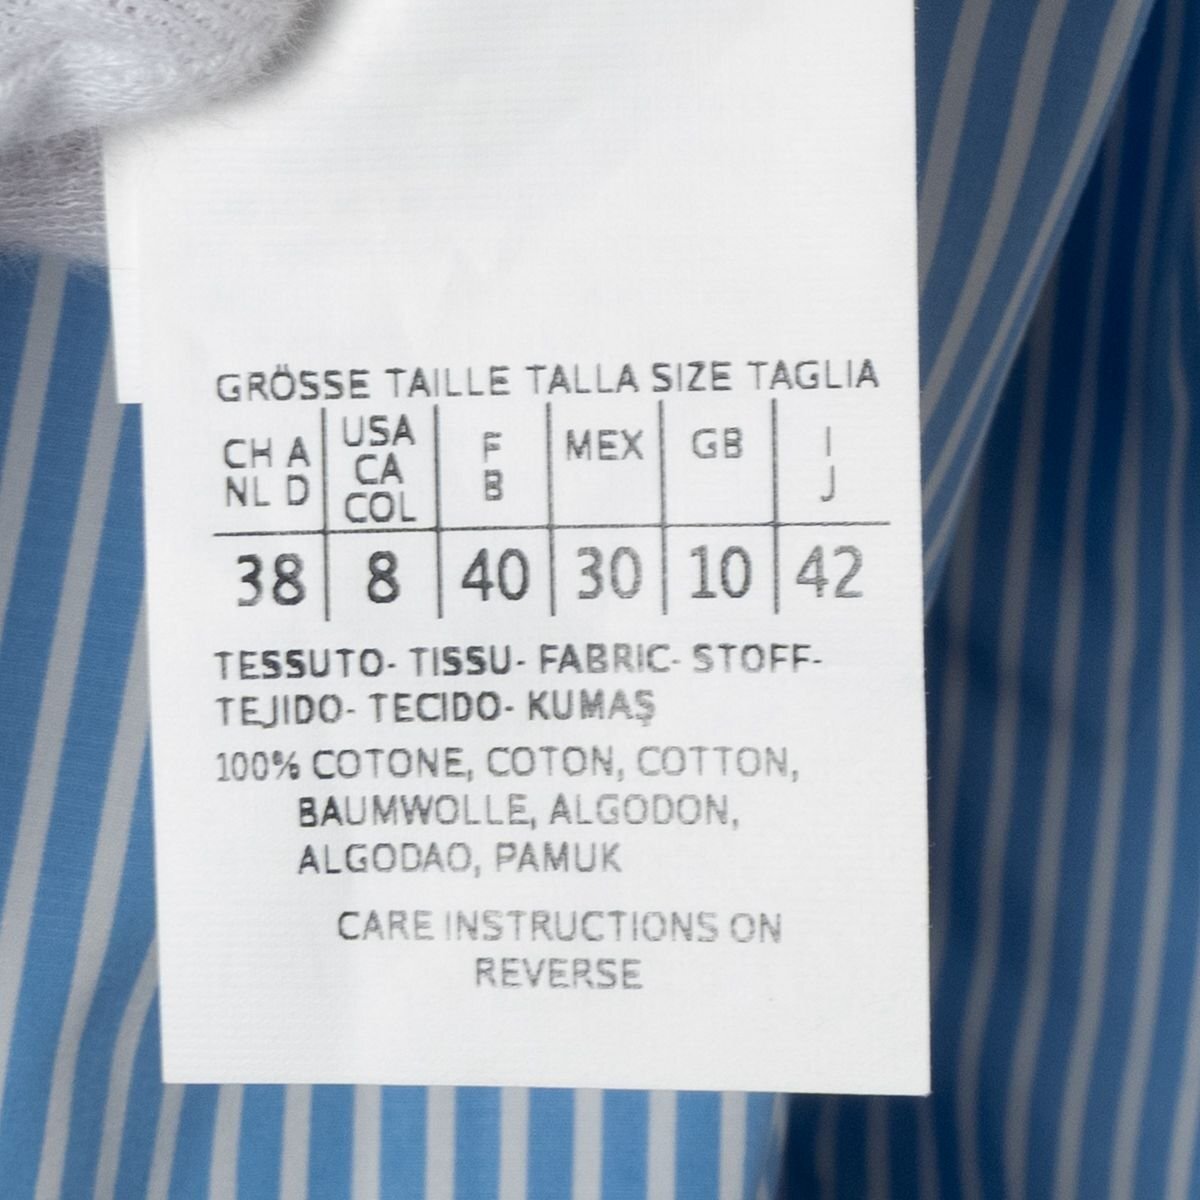 GRÖSSE TAILLE TALLA SIZE TAGLIA
CH A NL D | USA CA COL | F B | MEX | GB | I J
38 | 8 | 40 | 30 | 10 | 42
TESSUTO- TISSU- FABRIC- STOFF-
TEJIDO- TECIDO- KUMAŞ
100% COTONE, COTON, COTTON,
BAUMWOLLE, ALGODON,
ALGODAO, PAMUK
CARE INSTRUCTIONS ON
REVERSE